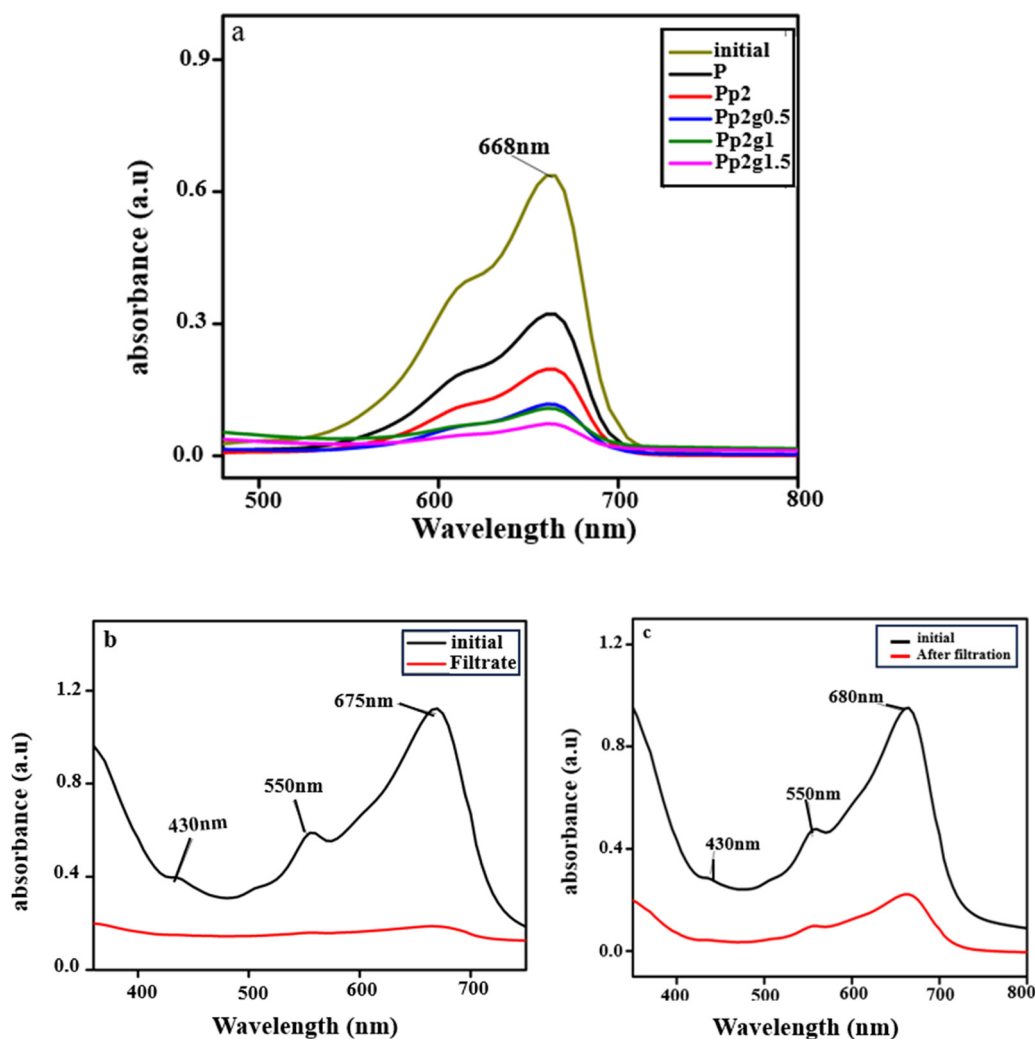 a
initial
P
Pp2
Pp2g0.5
Pp2g1
Pp2g1.5
668nm
0.9
0.6
0.3
0.0
absorbance (a.u)
500 600 700 800
Wavelength (nm)
b
initial
Filtrate
675nm
550nm
430nm
1.2
0.8
0.4
0.0
absorbance (a.u)
400 500 600 700
Wavelength (nm)
c
initial
After filtration
680nm
550nm
430nm
1.2
0.8
0.4
0.0
absorbance (a.u)
400 500 600 700 800
Wavelength (nm)